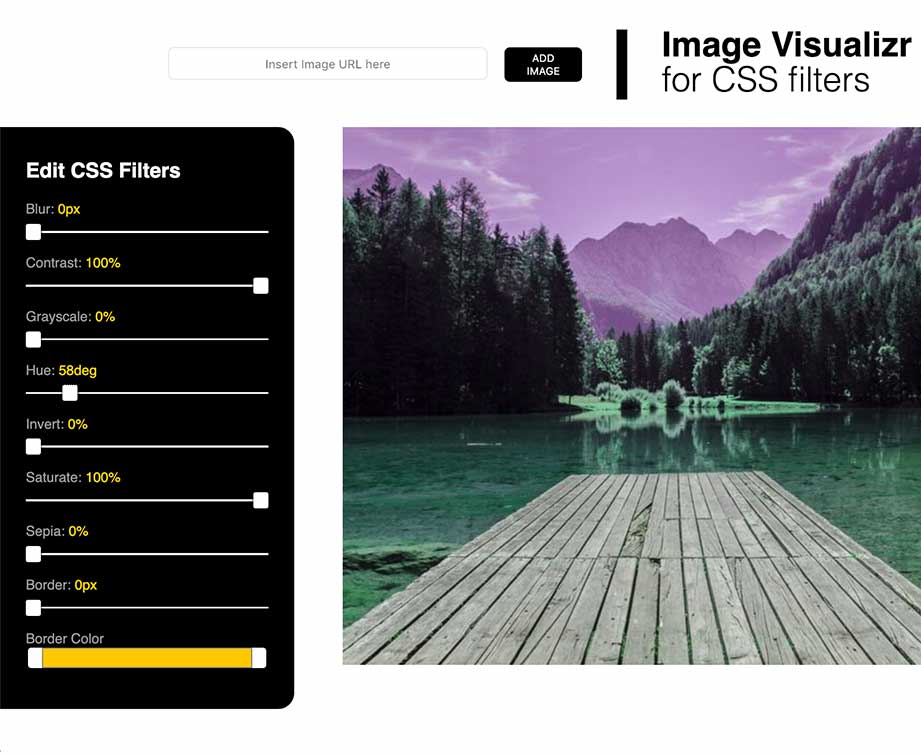 Insert Image URL here
ADD
IMAGE
Image Visualizr
for CSS filters
Edit CSS Filters
Blur: 0px
Contrast: 100%
Grayscale: 0%
Hue: 58deg
Invert: 0%
Saturate: 100%
Sepia: 0%
Border: 0px
Border Color